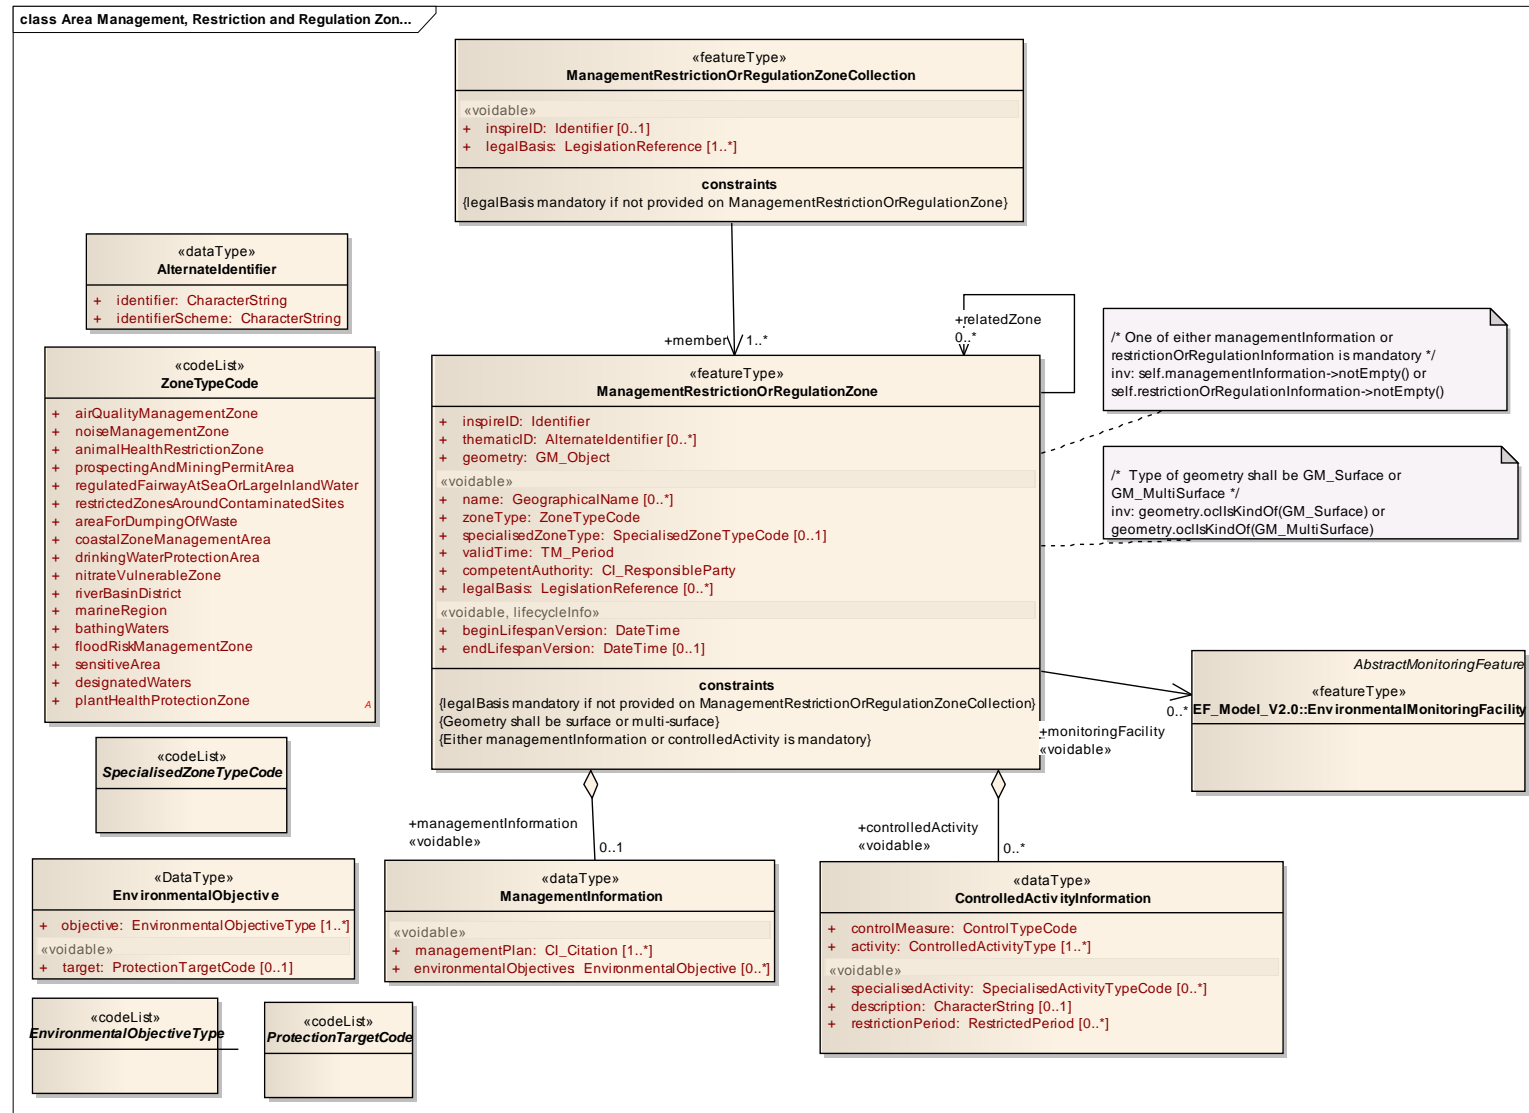 class Area Management, Restriction and Regulation Zon...
«featureType»
ManagementRestrictionOrRegulationZoneCollection
«voidable»
+ inspireID: Identifier [0..1]
+ legalBasis: LegislationReference [1..*]
constraints
{legalBasis mandatory if not provided on ManagementRestrictionOrRegulationZone}
«dataType»
AlternateIdentifier
+ identifier: CharacterString
+ identifierScheme: CharacterString
«codeList»
ZoneTypeCode
+ airQualityManagementZone
+ noiseManagementZone
+ animalHealthRestrictionZone
+ prospectingAndMiningPermitArea
+ regulatedFairwayAtSeaOrLargeInlandWater
+ restrictedZonesAroundContaminatedSites
+ areaForDumpingOfWaste
+ coastalZoneManagementArea
+ drinkingWaterProtectionArea
+ nitrateVulnerableZone
+ riverBasinDistrict
+ marineRegion
+ bathingWaters
+ floodRiskManagementZone
+ sensitiveArea
+ designatedWaters
+ plantHealthProtectionZone
A
+member
1..*
+relatedZone
0..*
«featureType»
ManagementRestrictionOrRegulationZone
+ inspireID: Identifier
+ thematicID: AlternateIdentifier [0..*]
+ geometry: GM_Object
«voidable»
+ name: GeographicalName [0..*]
+ zoneType: ZoneTypeCode
+ specialisedZoneType: SpecialisedZoneTypeCode [0..1]
+ validTime: TM_Period
+ competentAuthority: CI_ResponsibleParty
+ legalBasis: LegislationReference [0..*]
«voidable, lifecycleInfo»
+ beginLifespanVersion: DateTime
+ endLifespanVersion: DateTime [0..1]
constraints
{legalBasis mandatory if not provided on ManagementRestrictionOrRegulationZoneCollection}
{Geometry shall be surface or multi-surface}
{Either managementInformation or controlledActivity is mandatory}
/* One of either managementInformation or
restrictionOrRegulationInformation is mandatory */
inv: self.managementInformation->notEmpty() or
self.restrictionOrRegulationInformation->notEmpty()
/* Type of geometry shall be GM_Surface or
GM_MultiSurface */
inv: geometry.oclIsKindOf(GM_Surface) or
geometry.oclIsKindOf(GM_MultiSurface)
AbstractMonitoringFeature
«featureType»
EF_Model_V2.0::EnvironmentalMonitoringFacility
0..*
+monitoringFacility
«voidable»
«codeList»
SpecialisedZoneTypeCode
+managementInformation
«voidable»
0..1
+controlledActivity
«voidable»
0..*
«DataType»
EnvironmentalObjective
+ objective: EnvironmentalObjectiveType [1..*]
«voidable»
+ target: ProtectionTargetCode [0..1]
«dataType»
ManagementInformation
«voidable»
+ managementPlan: CI_Citation [1..*]
+ environmentalObjectives: EnvironmentalObjective [0..*]
«dataType»
ControlledActivityInformation
+ controlMeasure: ControlTypeCode
+ activity: ControlledActivityType [1..*]
«voidable»
+ specialisedActivity: SpecialisedActivityTypeCode [0..*]
+ description: CharacterString [0..1]
+ restrictionPeriod: RestrictedPeriod [0..*]
«codeList»
EnvironmentalObjectiveType
«codeList»
ProtectionTargetCode